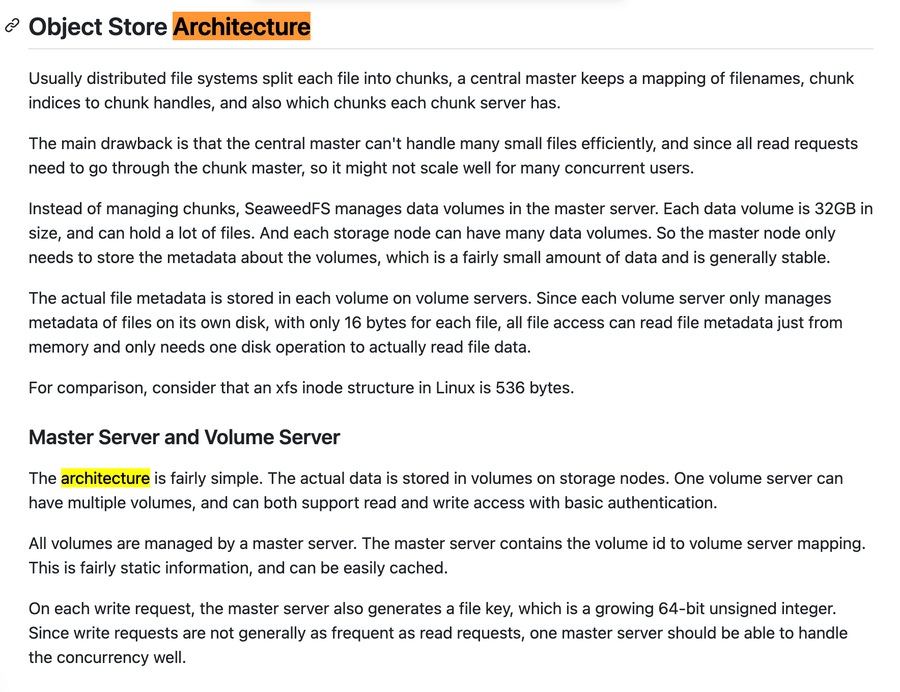 Object Store Architecture
Usually distributed file systems split each file into chunks, a central master keeps a mapping of filenames, chunk
indices to chunk handles, and also which chunks each chunk server has.
The main drawback is that the central master can't handle many small files efficiently, and since all read requests
need to go through the chunk master, so it might not scale well for many concurrent users.
Instead of managing chunks, SeaweedFS manages data volumes in the master server. Each data volume is 32GB in
size, and can hold a lot of files. And each storage node can have many data volumes. So the master node only
needs to store the metadata about the volumes, which is a fairly small amount of data and is generally stable.
The actual file metadata is stored in each volume on volume servers. Since each volume server only manages
metadata of files on its own disk, with only 16 bytes for each file, all file access can read file metadata just from
memory and only needs one disk operation to actually read file data.
For comparison, consider that an xfs inode structure in Linux is 536 bytes.
Master Server and Volume Server
The architecture is fairly simple. The actual data is stored in volumes on storage nodes. One volume server can
have multiple volumes, and can both support read and write access with basic authentication.
All volumes are managed by a master server. The master server contains the volume id to volume server mapping.
This is fairly static information, and can be easily cached.
On each write request, the master server also generates a file key, which is a growing 64-bit unsigned integer.
Since write requests are not generally as frequent as read requests, one master server should be able to handle
the concurrency well.